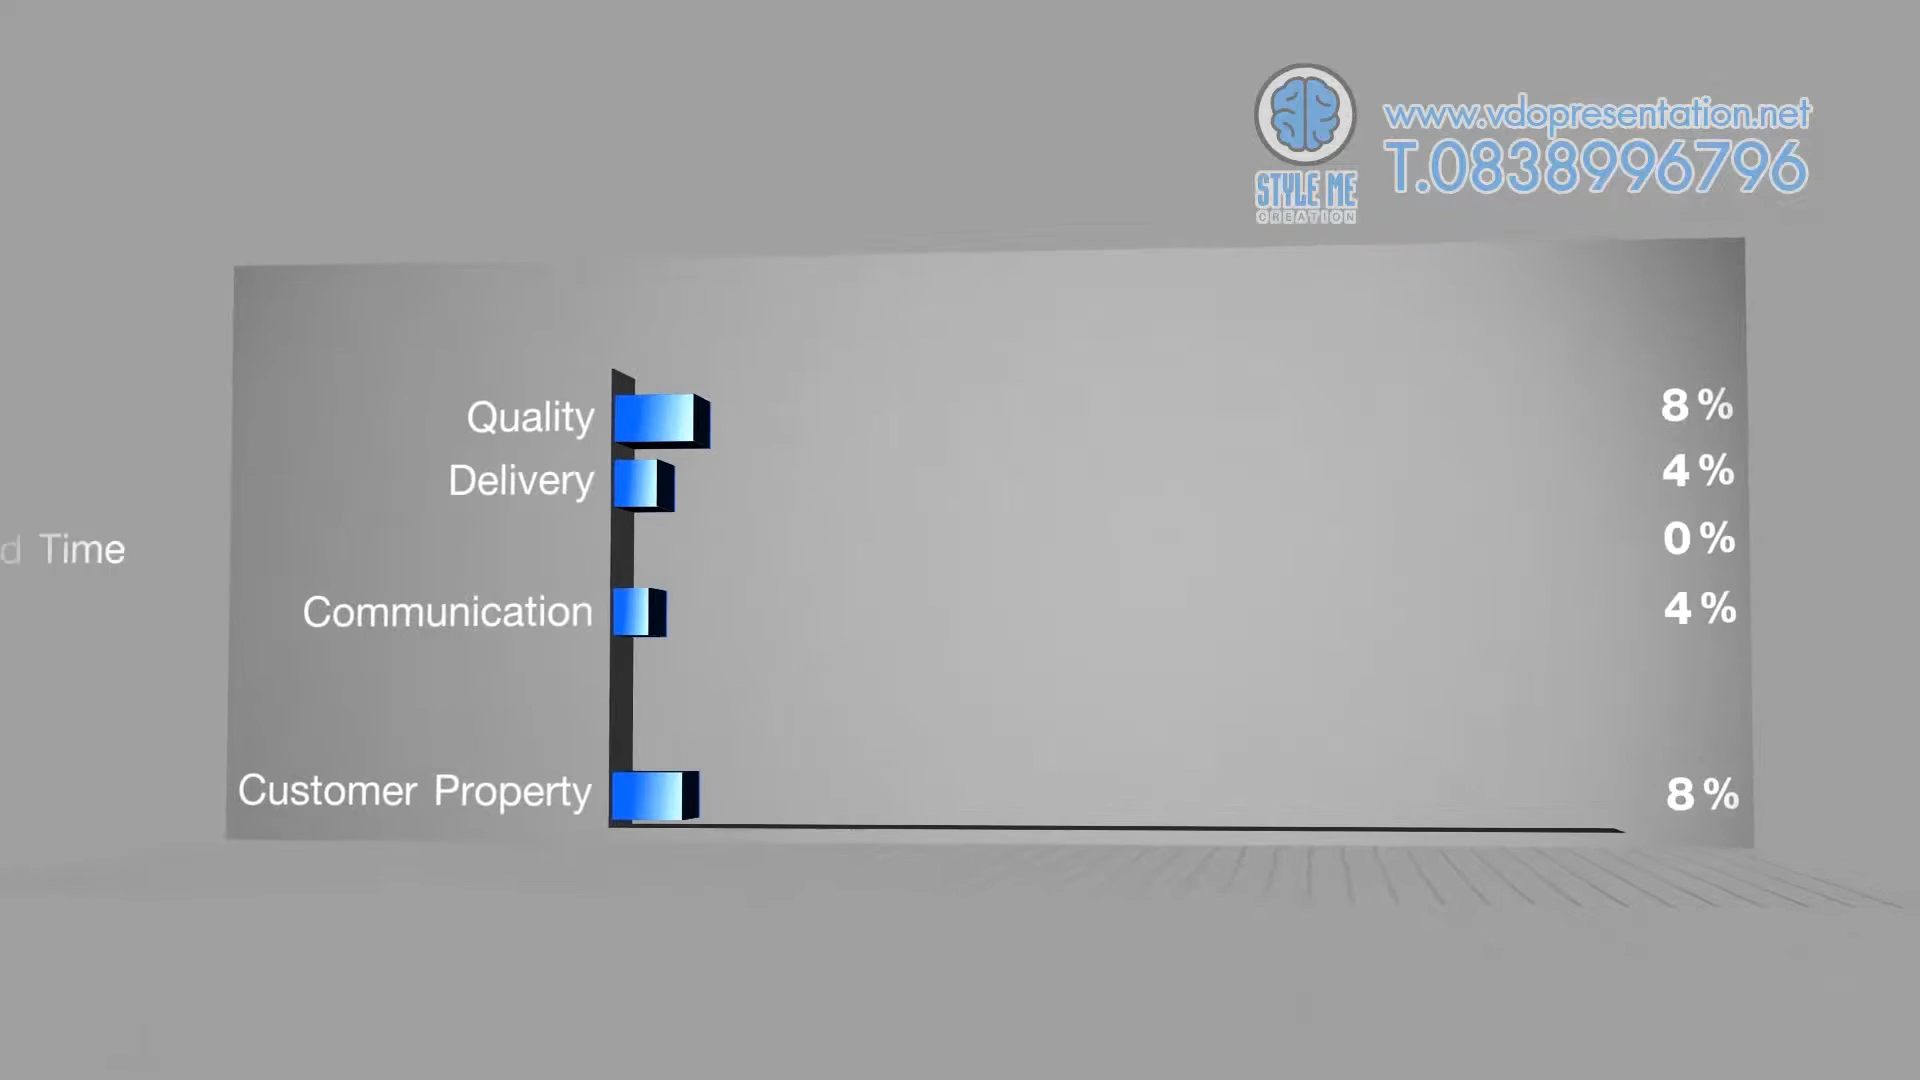 www.vdopresentation.net
T.0838996796
STYLE ME
CREATION
Quality 8%
Delivery 4%
d Time 0%
Communication 4%
Customer Property 8%